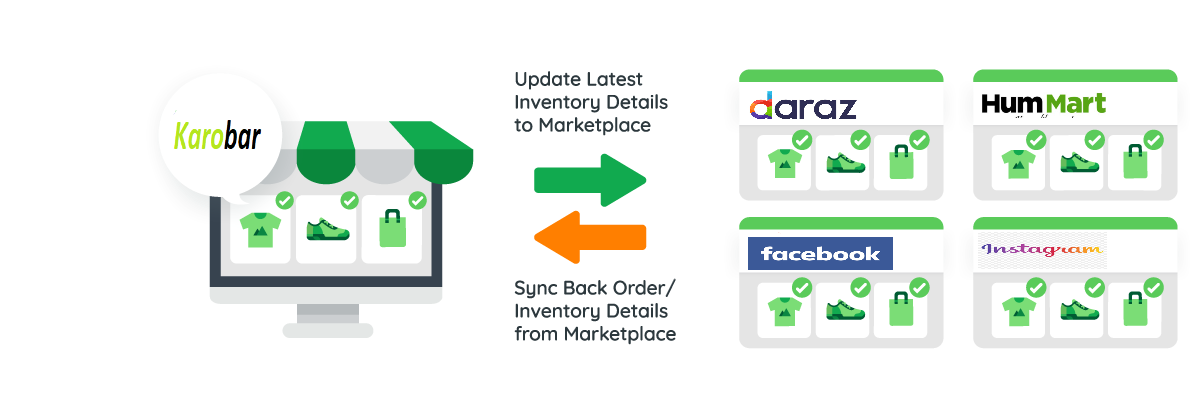 Karobar
Update Latest
Inventory Details
to Marketplace
Sync Back Order/
Inventory Details
from Marketplace
daraz
HumMart
facebook
Instagram